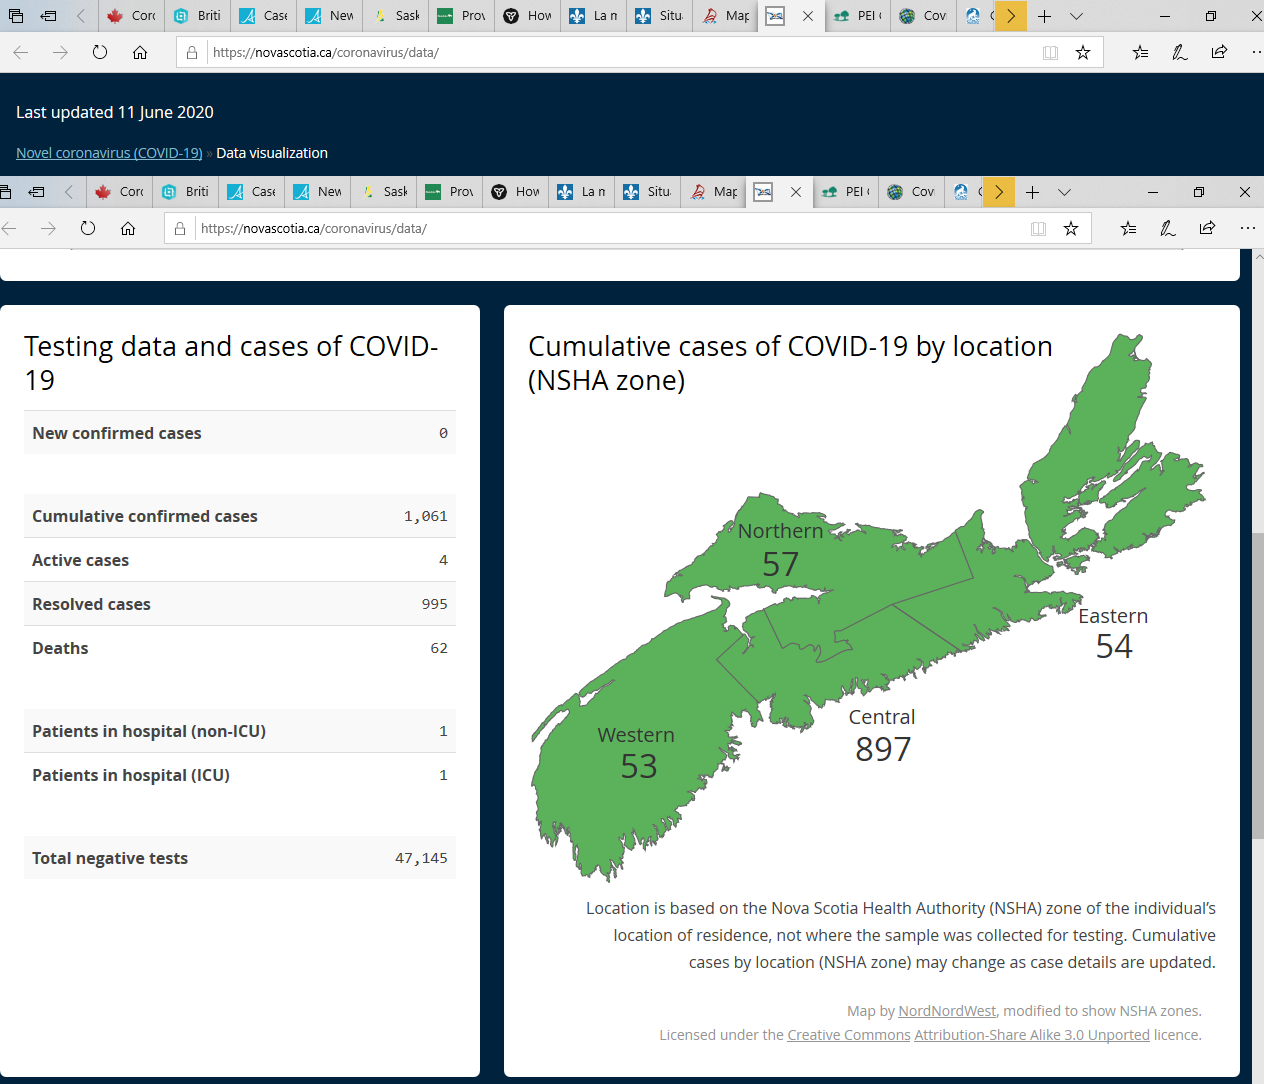 Corc
Briti
Case
New
Sask
Prov
How
La n
Situ
Map
PEI
Cov
https://novascotia.ca/coronavirus/data/
Last updated 11 June 2020
Novel coronavirus (COVID-19) » Data visualization
Corc
Briti
Case
New
Sask
Prov
How
La n
Situ
Map
PEI
Cov
https://novascotia.ca/coronavirus/data/
Testing data and cases of COVID-
19
New confirmed cases 0
Cumulative confirmed cases 1,061
Active cases 4
Resolved cases 995
Deaths 62
Patients in hospital (non-ICU) 1
Patients in hospital (ICU) 1
Total negative tests 47,145
Cumulative cases of COVID-19 by location
(NSHA zone)
Northern
57
Eastern
54
Central
897
Western
53
Location is based on the Nova Scotia Health Authority (NSHA) zone of the individual's
location of residence, not where the sample was collected for testing. Cumulative
cases by location (NSHA zone) may change as case details are updated.
Map by NordNordWest, modified to show NSHA zones.
Licensed under the Creative Commons Attribution-Share Alike 3.0 Unported licence.